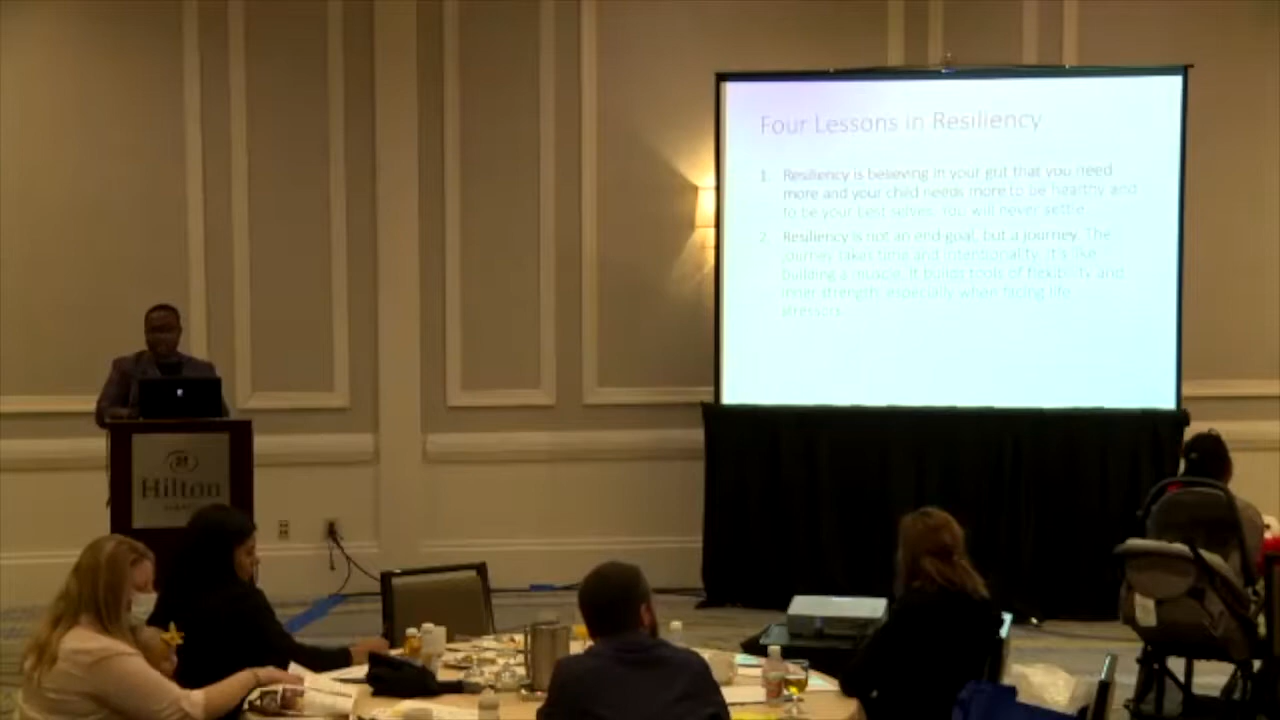 Four Lessons in Resiliency
1. Resiliency is believing in your gut that you need
more and your child needs more to be healthy and
to be your best selves. You will never settle.
2. Resiliency is not an end goal, but a journey. The
journey takes time and intentionality. It's like
building a muscle. It builds tools of flexibility and
inner strength, especially when facing life
stressors.
Hilton